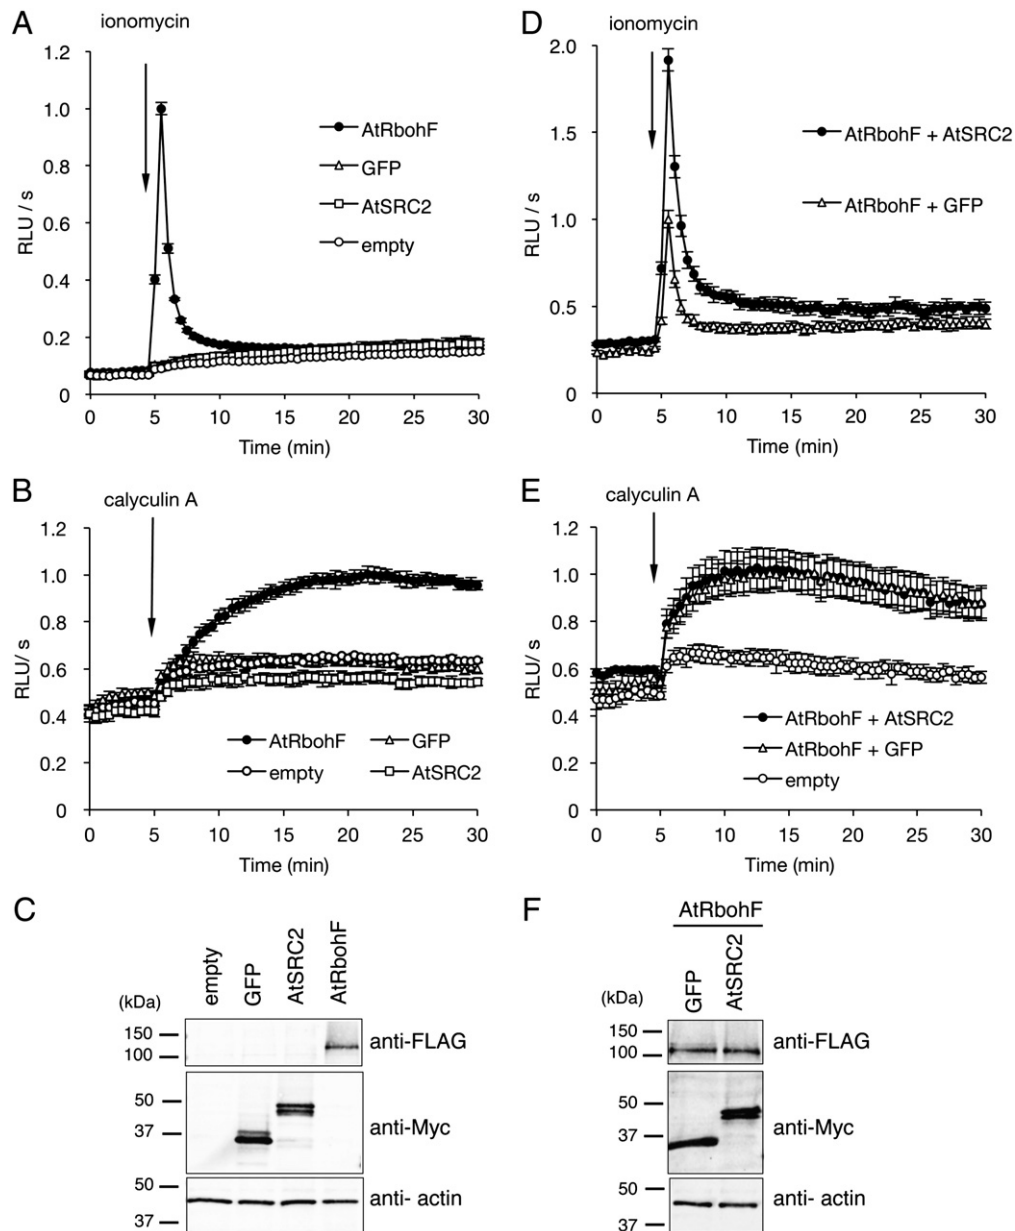 A
ionomycin
1.2
1.0
0.8
0.6
0.4
0.2
0
RLU / s
AtRbohF
GFP
AtSRC2
empty
0 5 10 15 20 25 30
Time (min)
D
ionomycin
2.0
1.5
1.0
0.5
0
RLU / s
AtRbohF + AtSRC2
AtRbohF + GFP
0 5 10 15 20 25 30
Time (min)
B
calyculin A
1.2
1.0
0.8
0.6
0.4
0.2
0
RLU/ s
AtRbohF GFP
empty AtSRC2
0 5 10 15 20 25 30
Time (min)
E
calyculin A
1.2
1.0
0.8
0.6
0.4
0.2
0
RLU/ s
AtRbohF + AtSRC2
AtRbohF + GFP
empty
0 5 10 15 20 25 30
Time (min)
C
empty
GFP
AtSRC2
AtRbohF
(kDa)
150
100
anti-FLAG
50
37
anti-Myc
50
37
anti- actin
F
AtRbohF
GFP
AtSRC2
(kDa)
150
100
anti-FLAG
50
37
anti-Myc
50
37
anti- actin